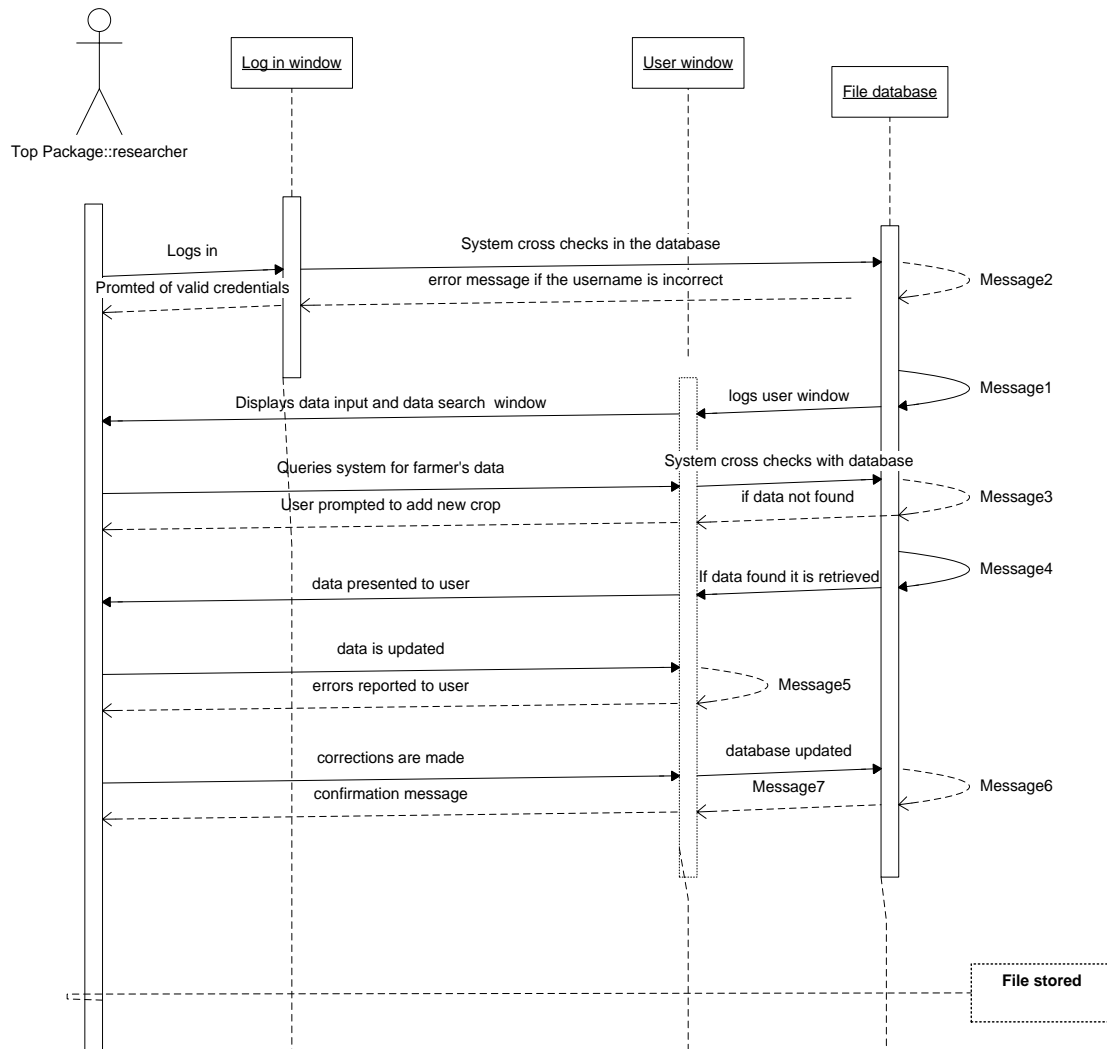 Log in window
User window
File database
Top Package::researcher
Logs in
System cross checks in the database
Promted of valid credentials
error message if the username is incorrect
Message2
Message1
Displays data input and data search window
logs user window
Queries system for farmer's data
System cross checks with database
User prompted to add new crop
if data not found
Message3
Message4
data presented to user
If data found it is retrieved
data is updated
errors reported to user
Message5
corrections are made
database updated
confirmation message
Message7
Message6
File stored